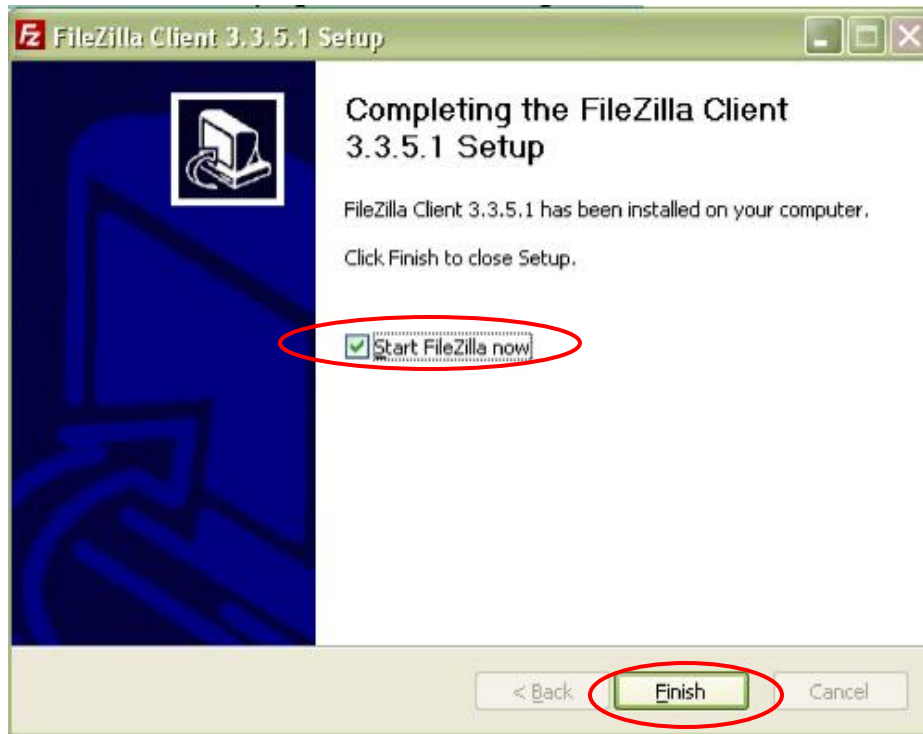 FileZilla Client 3.3.5.1 Setup
Completing the FileZilla Client
3.3.5.1 Setup
FileZilla Client 3.3.5.1 has been installed on your computer.
Click Finish to close Setup.
Start FileZilla now
< Back Finish Cancel